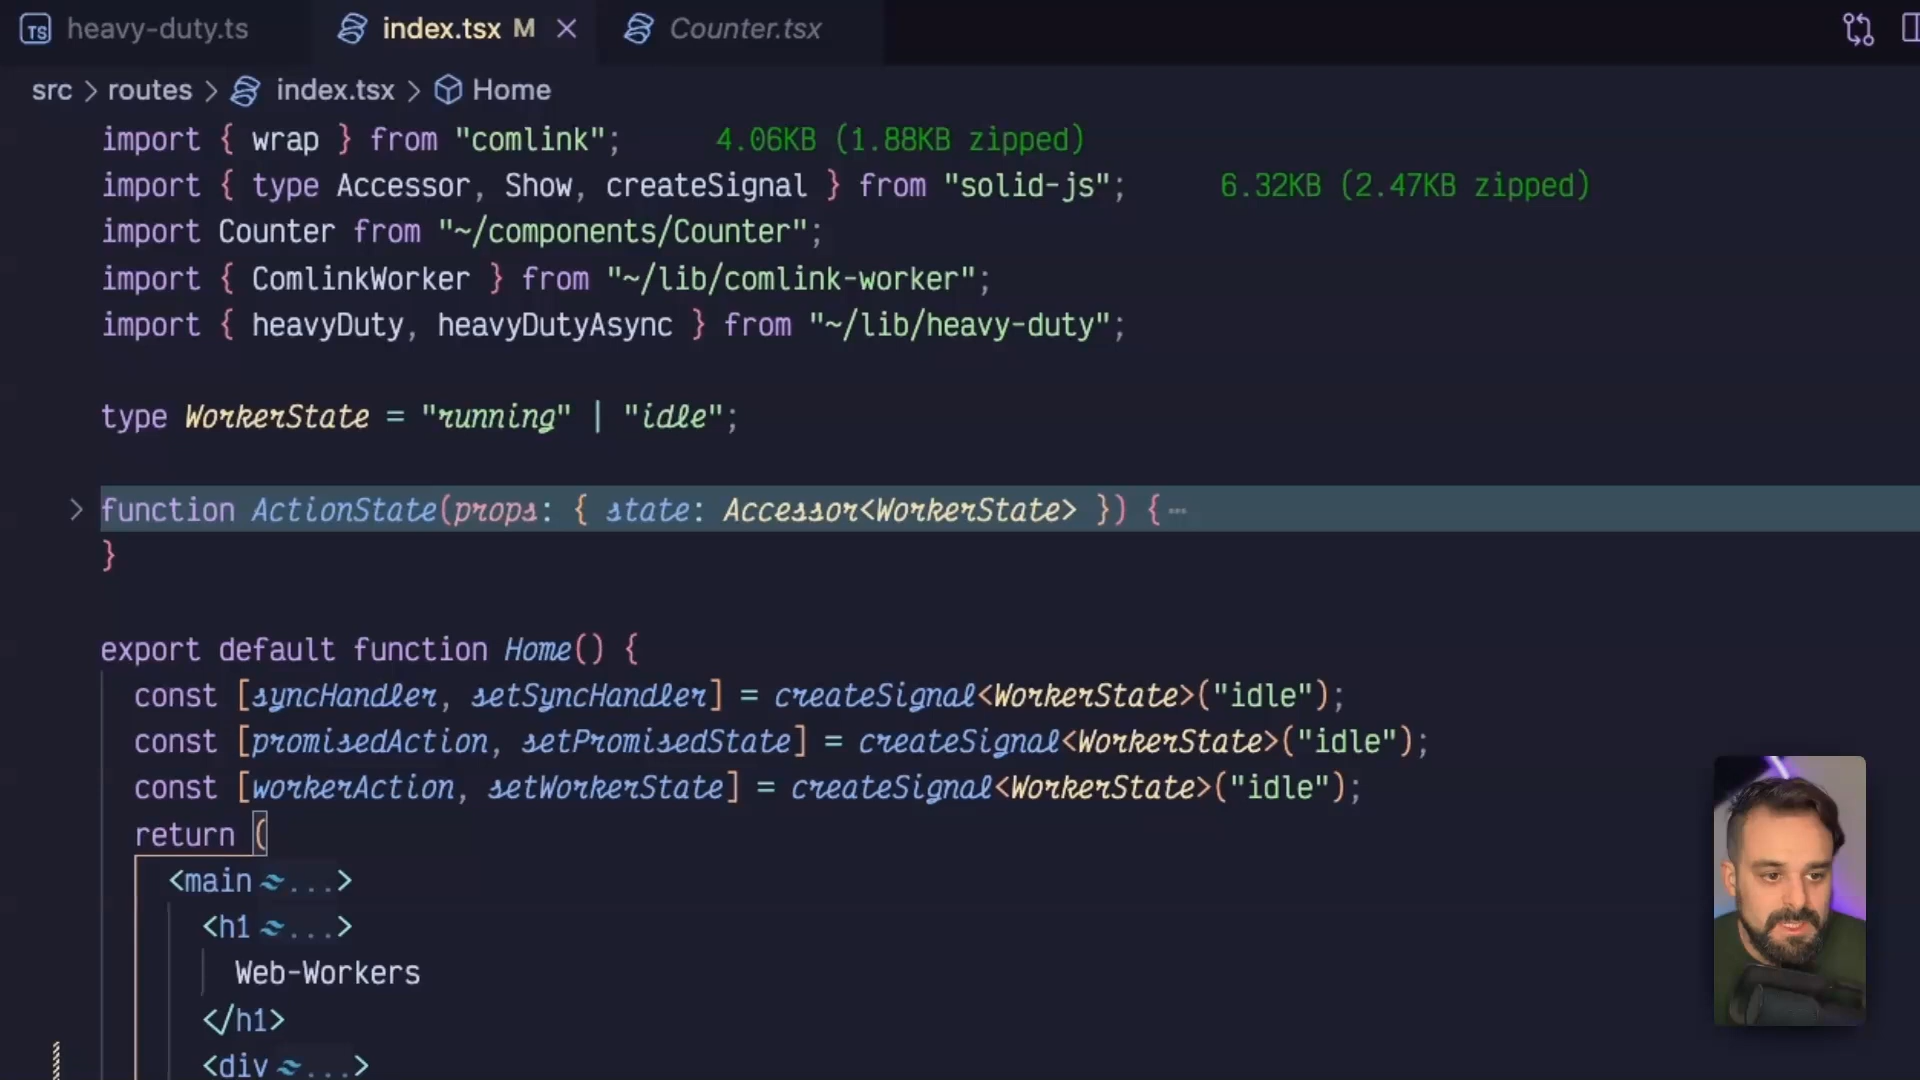 TS heavy-duty.ts index.tsx M Counter.tsx
src > routes > index.tsx > Home
import { wrap } from "comlink"; 4.06KB (1.88KB zipped)
import { type Accessor, Show, createSignal } from "solid-js"; 6.32KB (2.47KB zipped)
import Counter from "~/components/Counter";
import { ComlinkWorker } from "~/lib/comlink-worker";
import { heavyDuty, heavyDutyAsync } from "~/lib/heavy-duty";
type WorkerState = "running" | "idle";
function ActionState(props: { state: Accessor<WorkerState> }) {…
}
export default function Home() {
const [syncHandler, setSyncHandler] = createSignal<WorkerState>("idle");
const [promisedAction, setPromisedState] = createSignal<WorkerState>("idle");
const [workerAction, setWorkerState] = createSignal<WorkerState>("idle");
return (
<main ≈...>
<h1 ≈...>
Web-Workers
</h1>
<div ≈...>